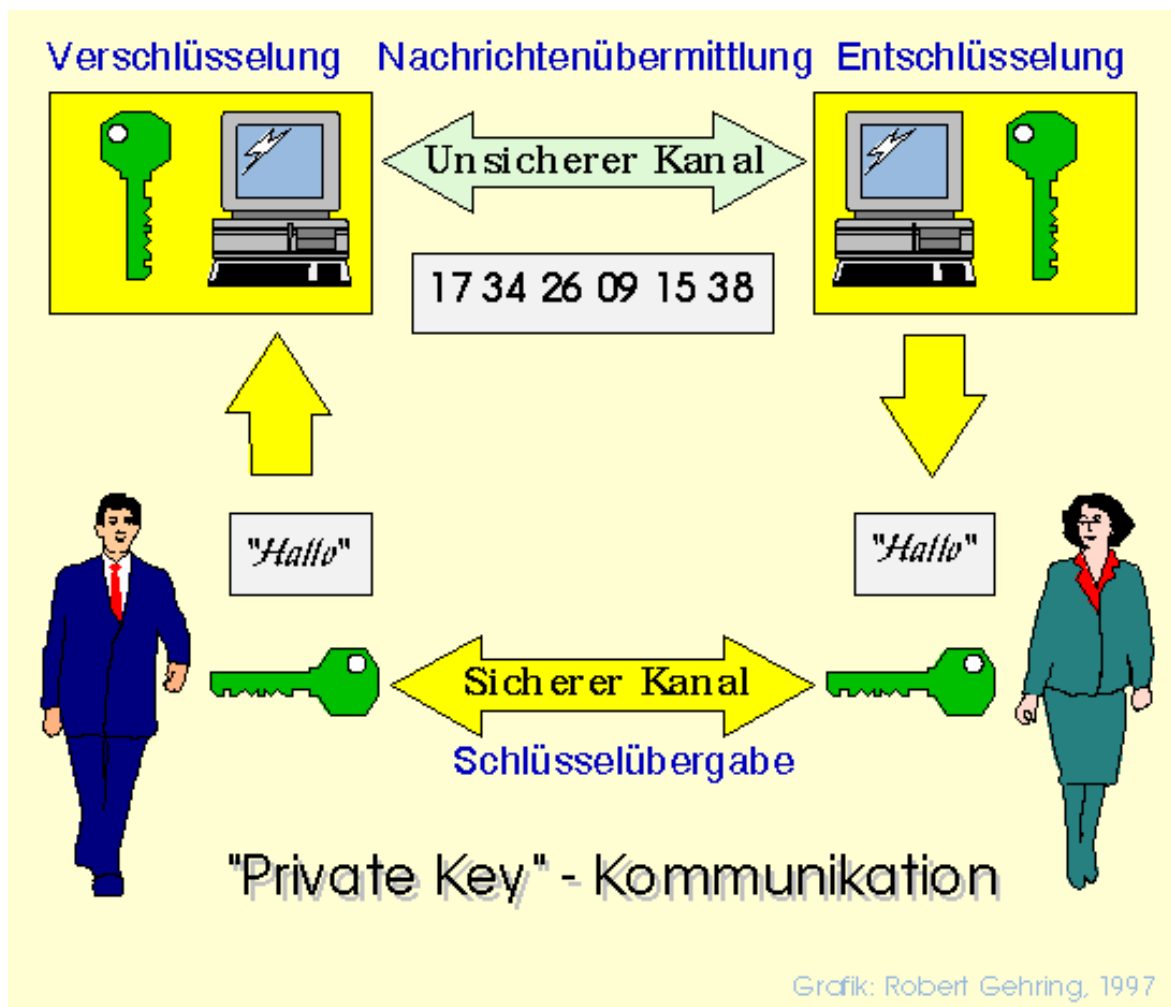 Verschlüsselung Nachrichtenübermittlung Entschlüsselung
Unsicherer Kanal
17 34 26 09 15 38
"Hallo" "Hallo"
Sicherer Kanal
Schlüsselübergabe
"Private Key" - Kommunikation
Grafik: Robert Gehring, 1997